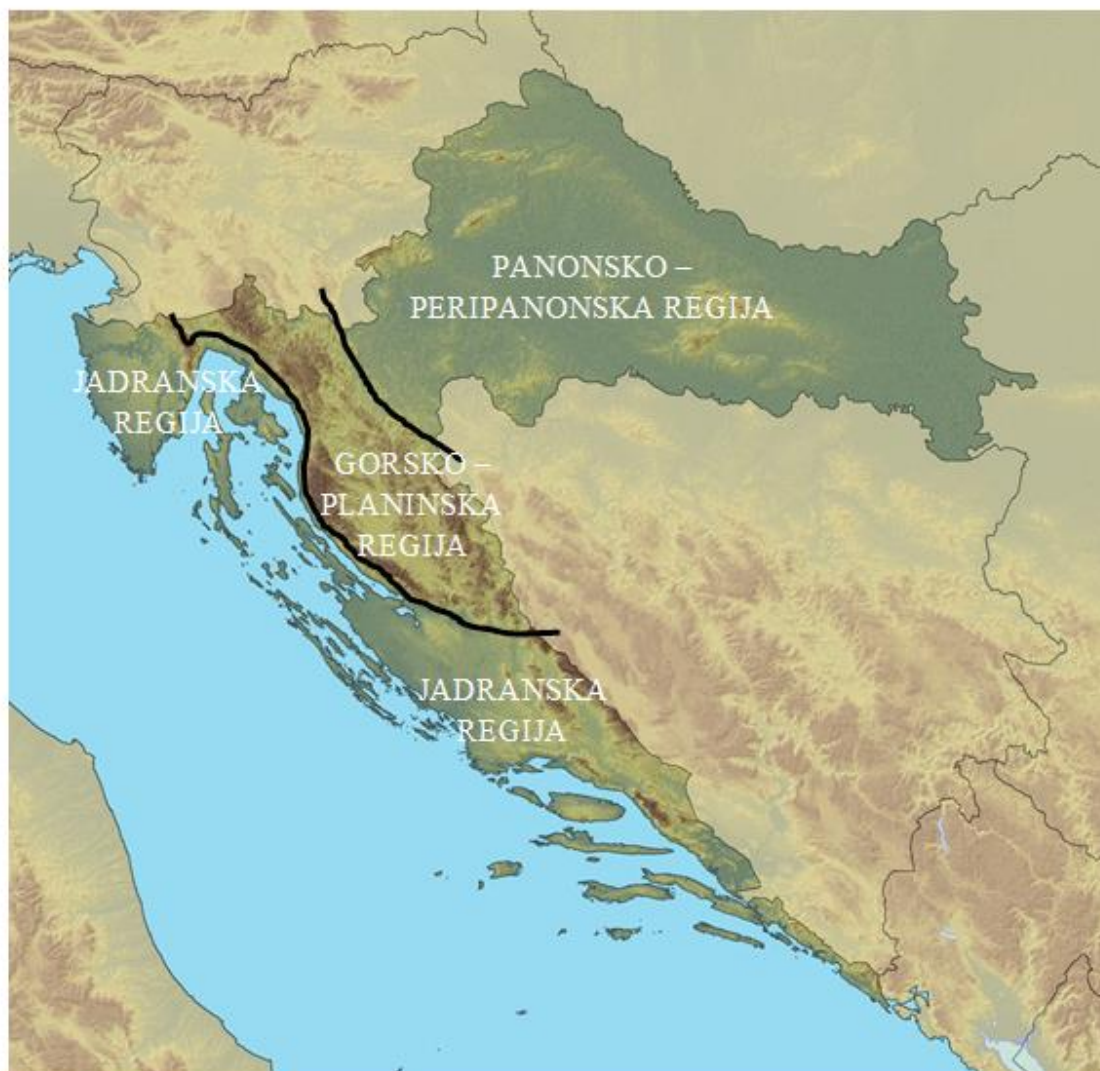 PANONSKO –
PERIPANONSKA REGIJA
JADRANSKA
REGIJA
GORSKO –
PLANINSKA
REGIJA
JADRANSKA
REGIJA